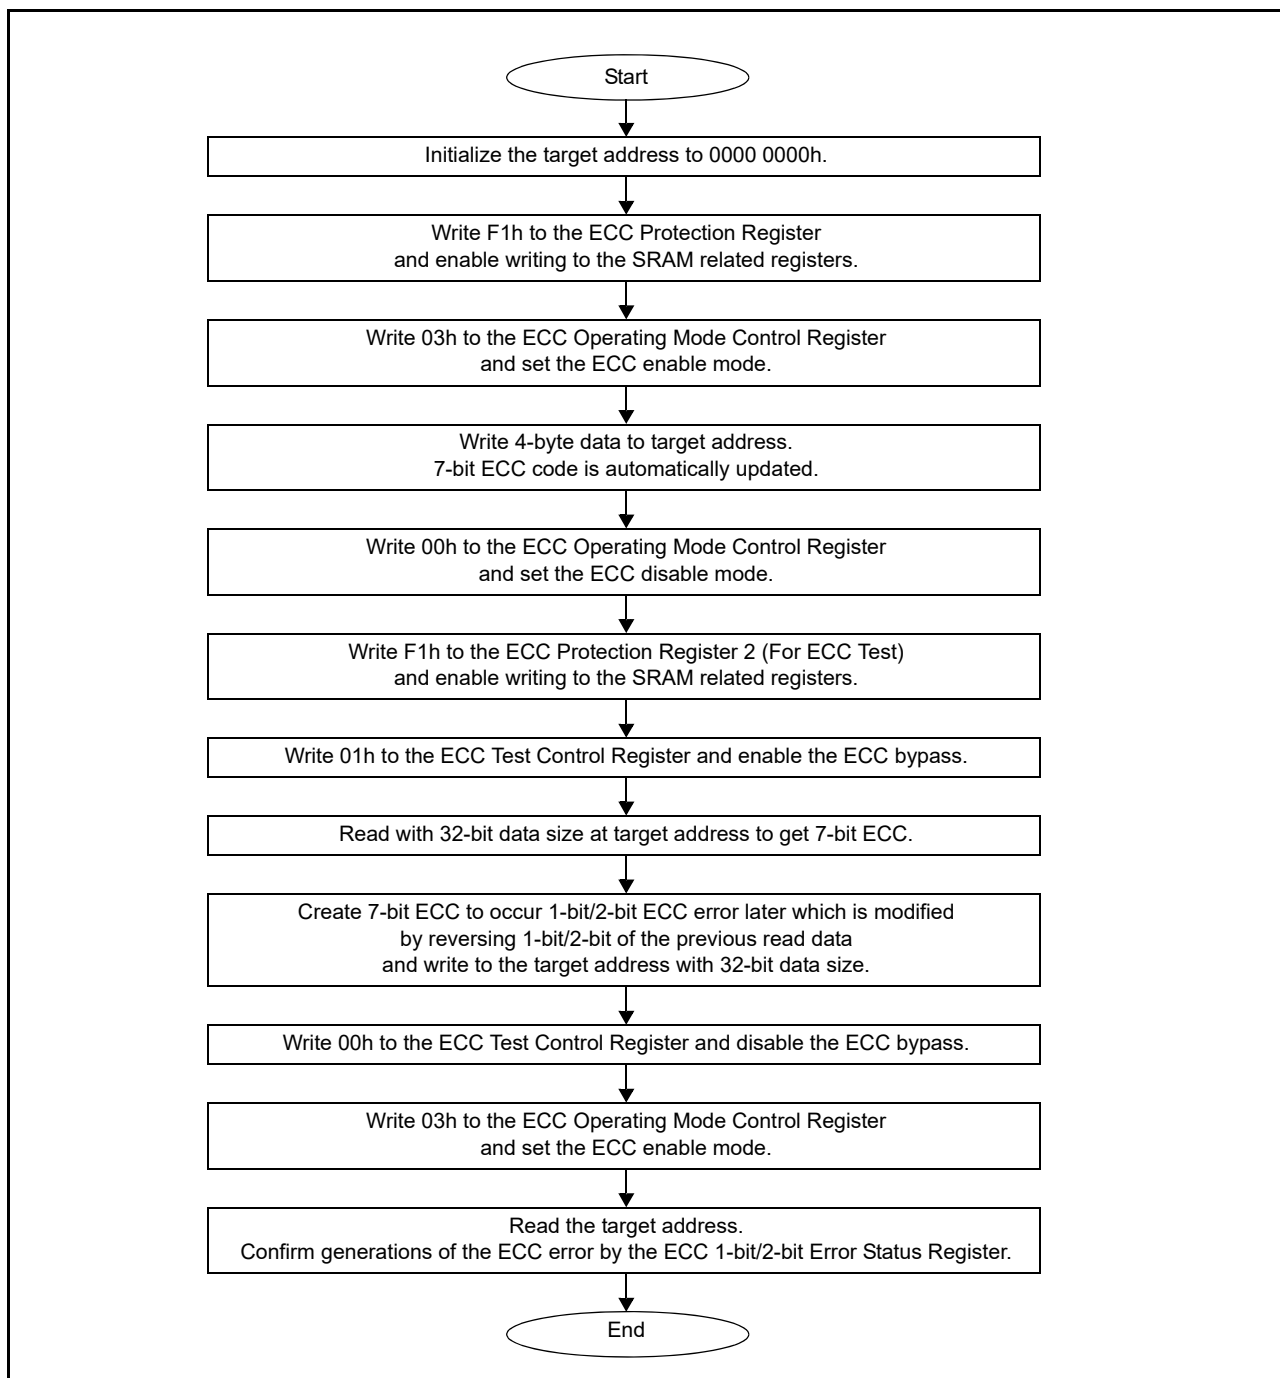 Start
Initialize the target address to 0000 0000h.
Write F1h to the ECC Protection Register
and enable writing to the SRAM related registers.
Write 03h to the ECC Operating Mode Control Register
and set the ECC enable mode.
Write 4-byte data to target address.
7-bit ECC code is automatically updated.
Write 00h to the ECC Operating Mode Control Register
and set the ECC disable mode.
Write F1h to the ECC Protection Register 2 (For ECC Test)
and enable writing to the SRAM related registers.
Write 01h to the ECC Test Control Register and enable the ECC bypass.
Read with 32-bit data size at target address to get 7-bit ECC.
Create 7-bit ECC to occur 1-bit/2-bit ECC error later which is modified
by reversing 1-bit/2-bit of the previous read data
and write to the target address with 32-bit data size.
Write 00h to the ECC Test Control Register and disable the ECC bypass.
Write 03h to the ECC Operating Mode Control Register
and set the ECC enable mode.
Read the target address.
Confirm generations of the ECC error by the ECC 1-bit/2-bit Error Status Register.
End